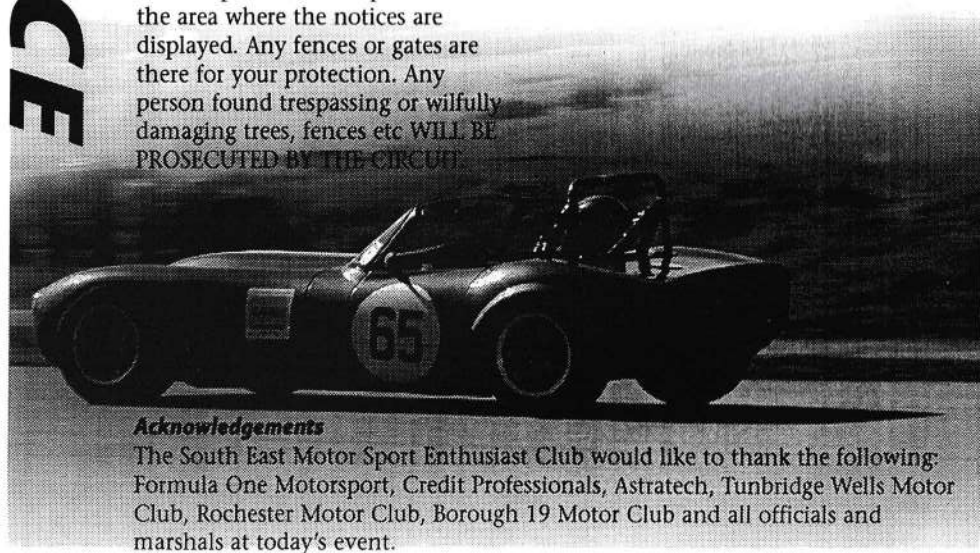 CE
the area where the notices are
displayed. Any fences or gates are
there for your protection. Any
person found trespassing or wilfully
damaging trees, fences etc WILL BE
PROSECUTED BY THE CIRCUIT.
65
Acknowledgements
The South East Motor Sport Enthusiast Club would like to thank the following:
Formula One Motorsport, Credit Professionals, Astratech, Tunbridge Wells Motor
Club, Rochester Motor Club, Borough 19 Motor Club and all officials and
marshals at today's event.